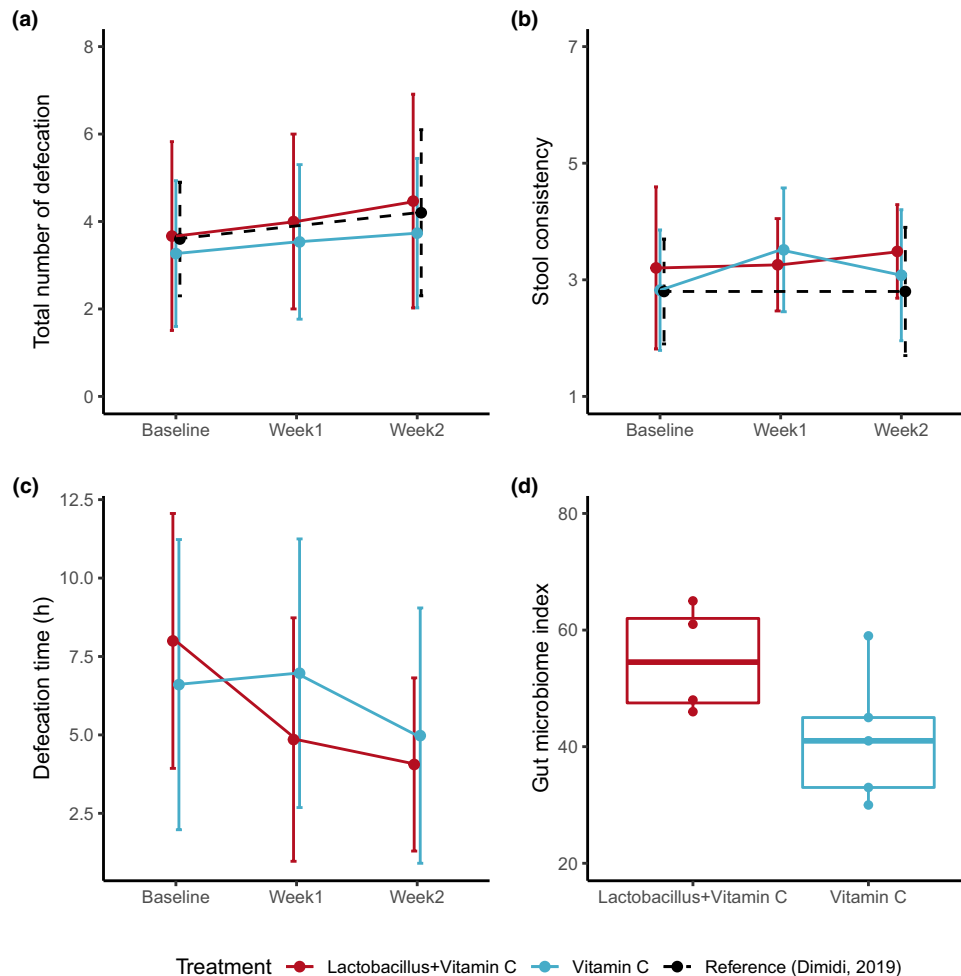 (a)
Total number of defecation
8
6
4
2
0
Baseline Week1 Week2
(b)
Stool consistency
7
5
3
1
Baseline Week1 Week2
(c)
Defecation time (h)
12.5
10.0
7.5
5.0
2.5
Baseline Week1 Week2
(d)
Gut microbiome index
80
60
40
20
Lactobacillus+Vitamin C Vitamin C
Treatment Lactobacillus+Vitamin C Vitamin C Reference (Dimidi, 2019)